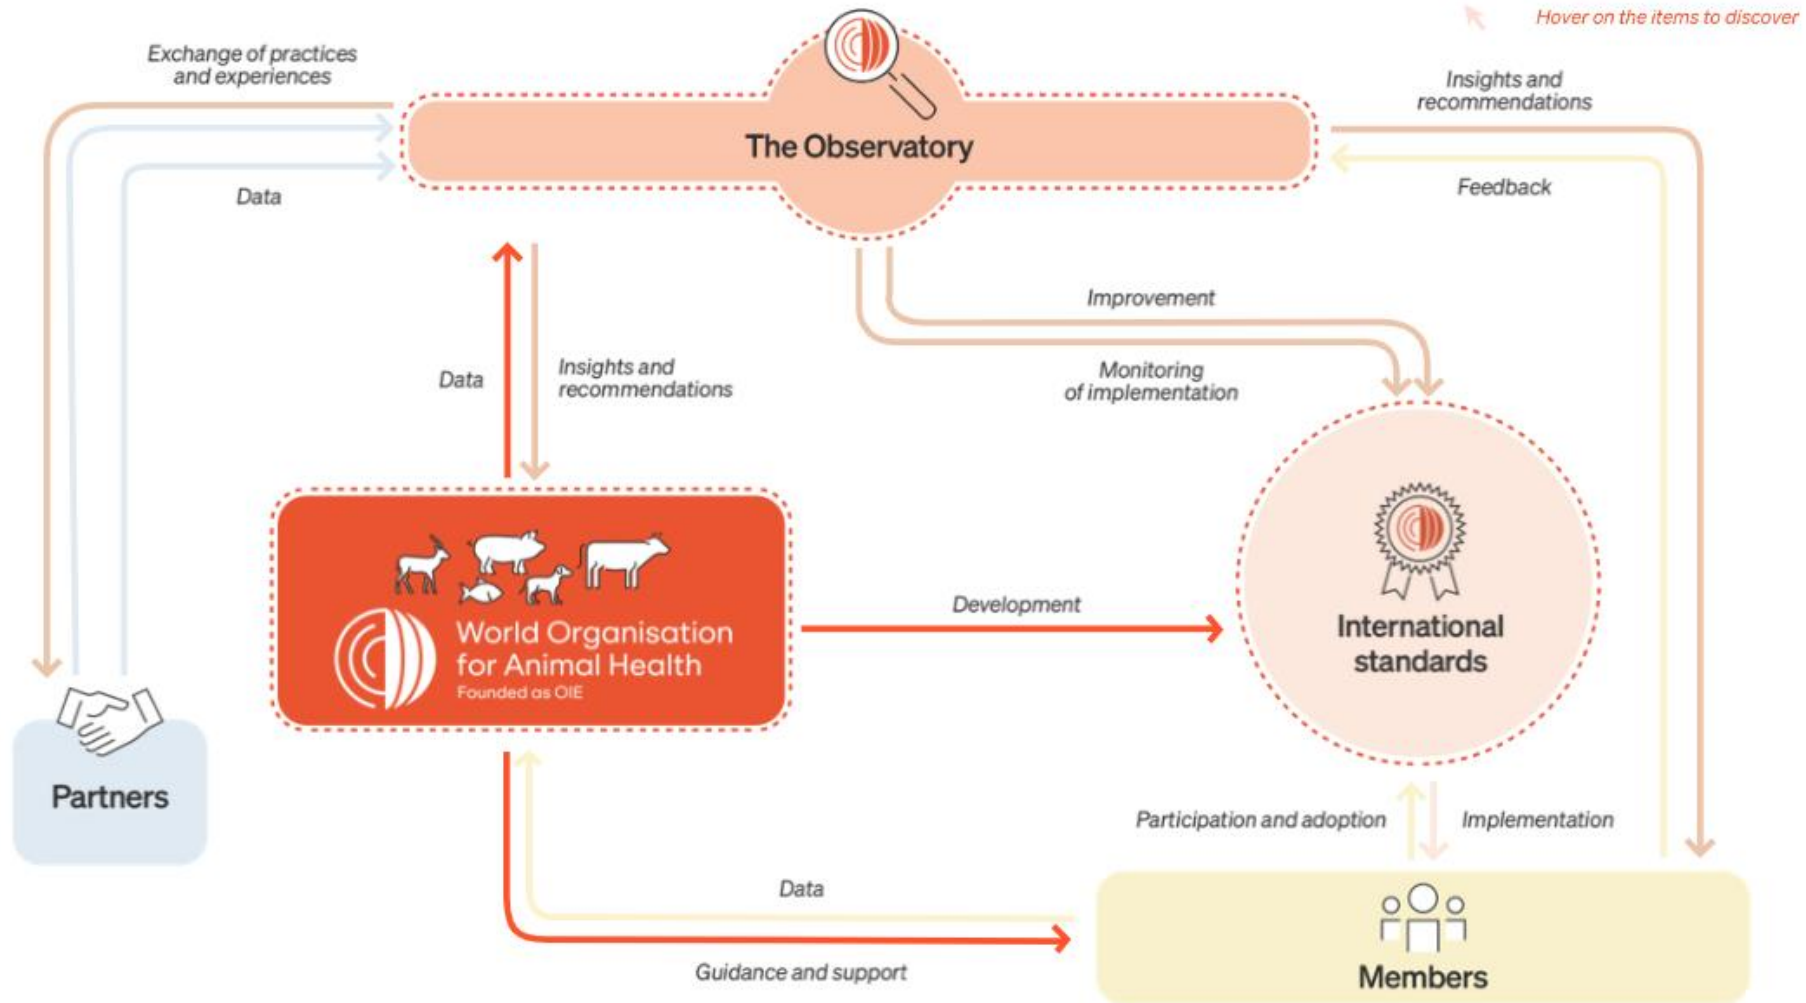 Hover on the items to discover
Exchange of practices
and experiences
Insights and
recommendations
The Observatory
Data
Feedback
Improvement
Data
Insights and
recommendations
Monitoring
of implementation
Development
World Organisation
for Animal Health
Founded as OIE
International
standards
Partners
Participation and adoption
Implementation
Data
Guidance and support
Members